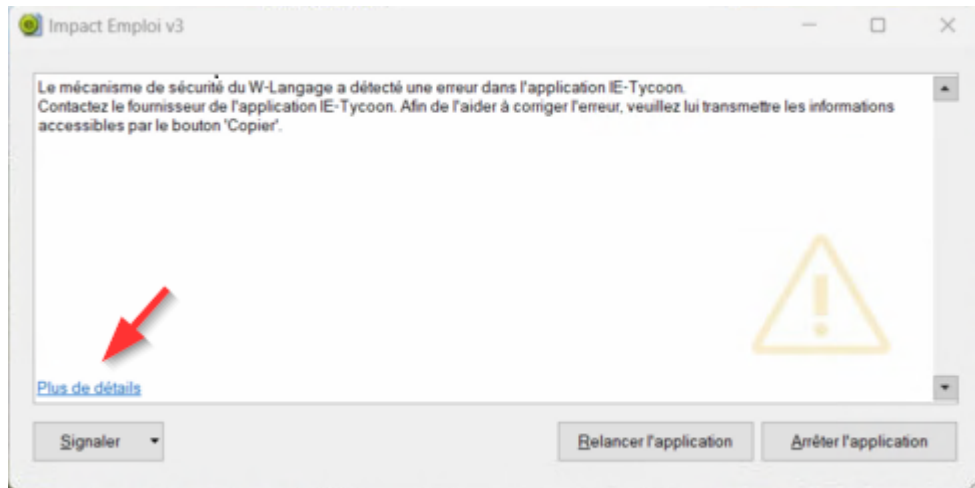 Impact Emploi v3
Le mécanisme de sécurité du W-Langage a détecté une erreur dans l'application IE-Tycoon.
Contactez le fournisseur de l'application IE-Tycoon. Afin de l'aider à corriger l'erreur, veuillez lui transmettre les informations
accessibles par le bouton 'Copier'.
Plus de détails
Signaler
Relancer l'application
Arrêter l'application